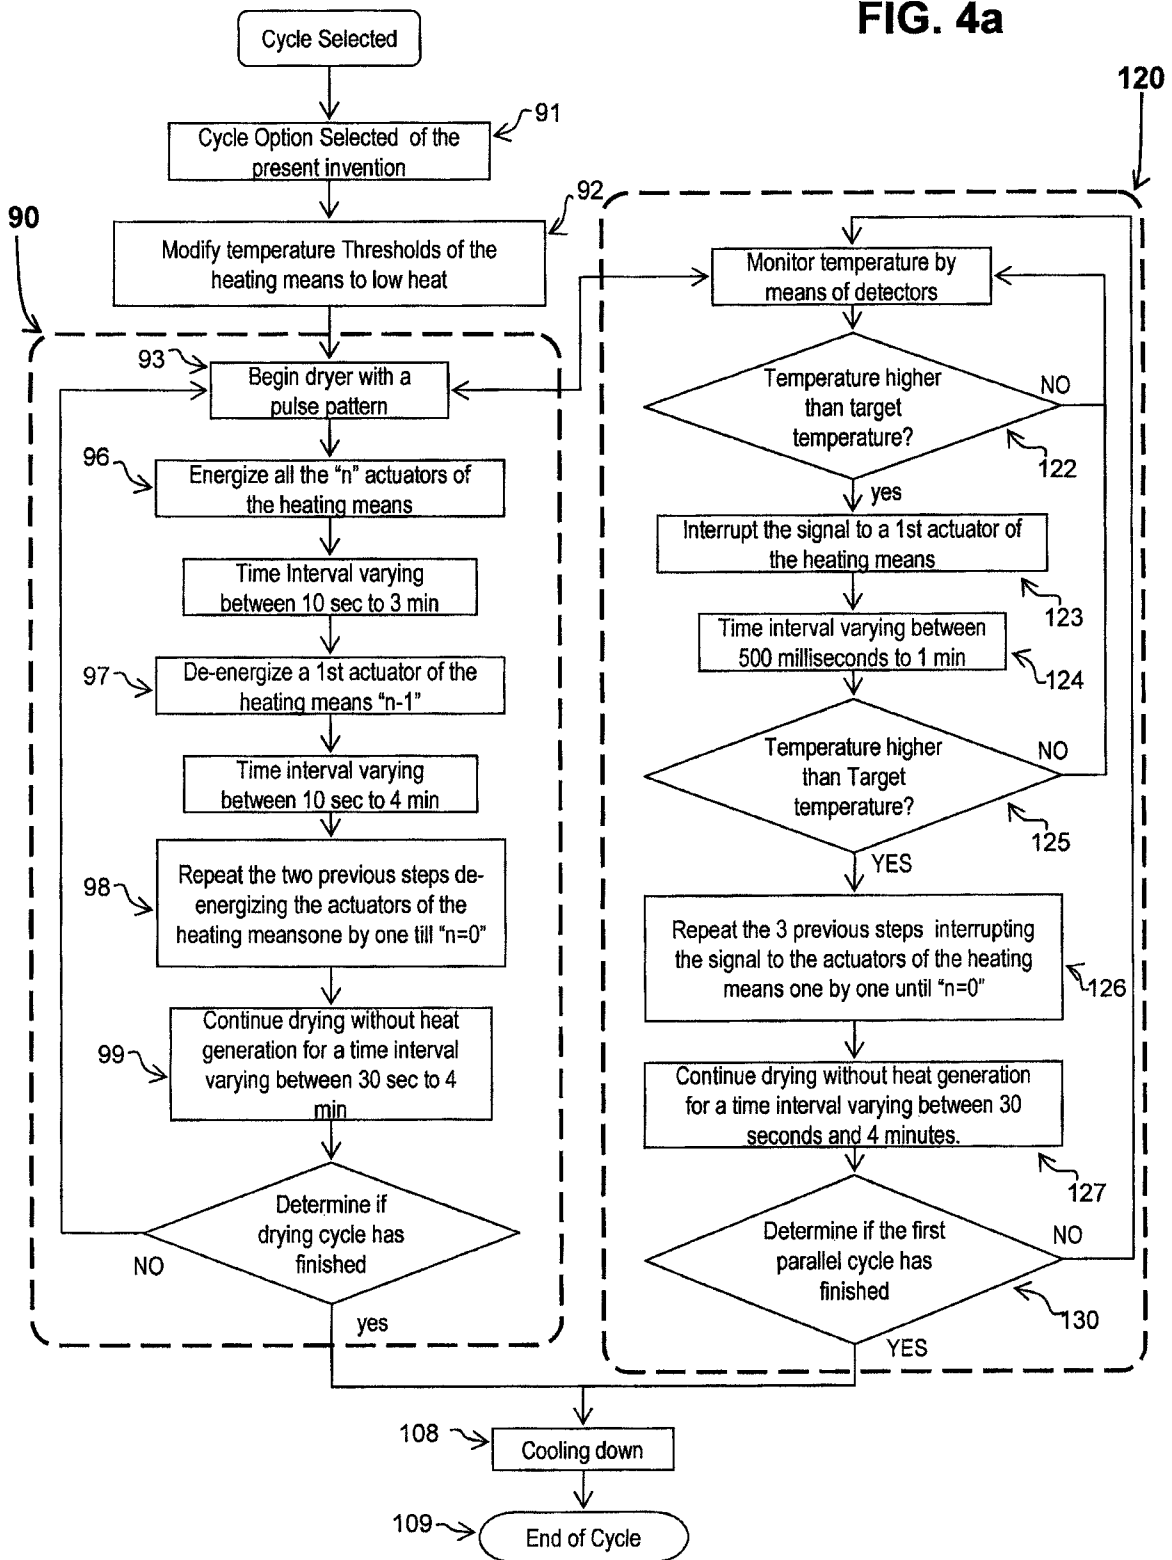 FIG. 4a
Cycle Selected
120
91
Cycle Option Selected of the
present invention
92
90
Modify temperature Thresholds of the
heating means to low heat
93
Begin dryer with a
pulse pattern
96
Energize all the “n” actuators of
the heating means
Time Interval varying
between 10 sec to 3 min
97
De-energize a 1st actuator of the
heating means “n-1”
Time interval varying
between 10 sec to 4 min
98
Repeat the two previous steps de-
energizing the actuators of the
heating meansone by one till “n=0”
99
Continue drying without heat
generation for a time interval
varying between 30 sec to 4
min
Determine if
drying cycle has
finished
NO
yes
Monitor temperature by
means of detectors
Temperature higher
than target
temperature?
NO
122
yes
Interrupt the signal to a 1st actuator of
the heating means
123
Time interval varying between
500 milliseconds to 1 min
124
Temperature higher
than Target
temperature?
NO
125
YES
Repeat the 3 previous steps interrupting
the signal to the actuators of the heating
means one by one until “n=0”
126
Continue drying without heat generation
for a time interval varying between 30
seconds and 4 minutes.
127
Determine if the first
parallel cycle has
finished
NO
130
YES
108
Cooling down
109
End of Cycle